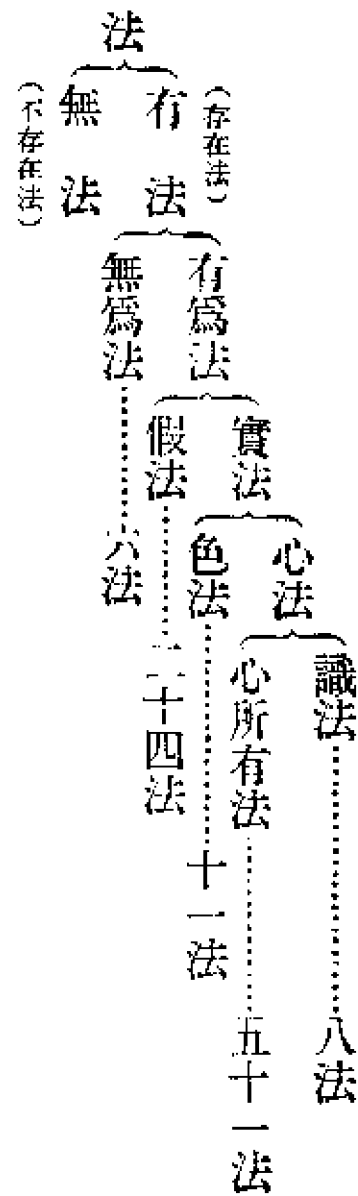 法
有法
（存在法）
無法
（不存在法）
有爲法
無爲法
六法
實法
假法
二十四法
心法
色法
十一法
識法
八法
心所有法
五十一法